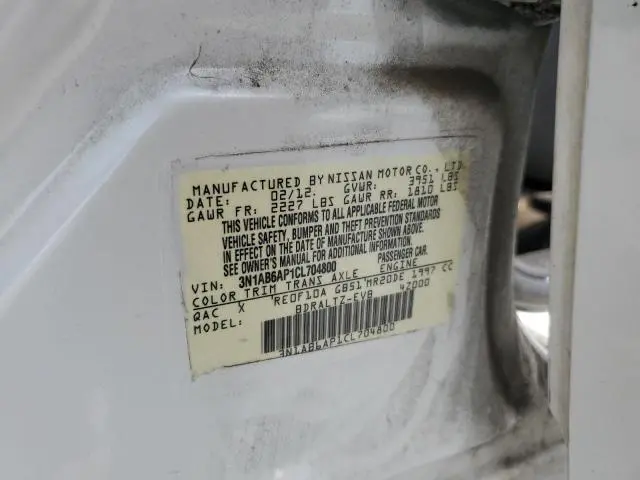 MANUFACTURED BY NISSAN MOTOR CO., LTD.
DATE: 02/12. GVWR: 3951 LBS
GAWR FR: 2227 LBS GAWR RR: 1810 LBS
THIS VEHICLE CONFORMS TO ALL APPLICABLE FEDERAL MOTOR
VEHICLE SAFETY, BUMPER AND THEFT PREVENTION STANDARDS
IN EFFECT ON THE DATE OF MANUFACTURE SHOWN ABOVE.
SEE OWNER'S MANUAL FOR ADDITIONAL INFORMATION.
VIN: 3N1AB6AP1CL704800 PASSENGER CAR.
COLOR TRIM TRANS AXLE ENGINE
QAC X RE0F10A GB51 MR20DE 1997 CC
MODEL: BDRALTZ-EVB 4Z000
3N1AB6AP1CL704800